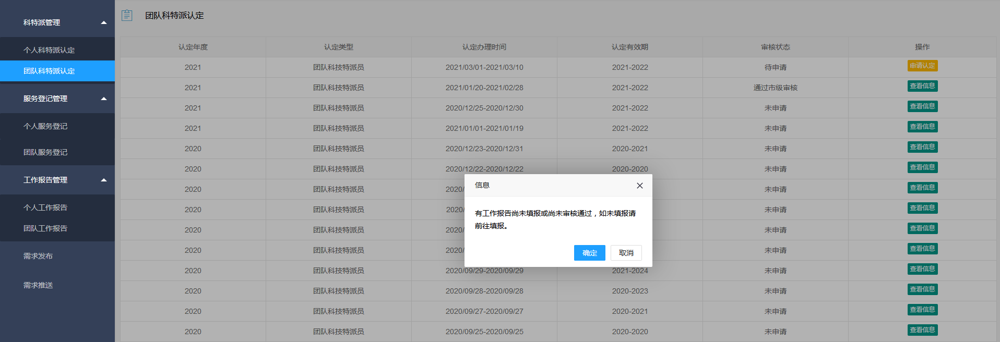 科特派管理
个人科特派认定
团队科特派认定
服务登记管理
个人服务登记
团队服务登记
工作报告管理
个人工作报告
团队工作报告
需求发布
需求推送
团队科特派认定
认定年度 认定类型 认定办理时间 认定有效期 审核状态 操作
2021 团队科技特派员 2021/03/01-2021/03/10 2021-2022 待申请 申请认定
2021 团队科技特派员 2021/01/20-2021/02/28 2021-2022 通过市级审核 查看信息
2021 团队科技特派员 2020/12/25-2020/12/30 2021-2022 未申请 查看信息
2021 团队科技特派员 2021/01/01-2021/01/19 2021-2022 未申请 查看信息
2020 团队科技特派员 2020/12/23-2020/12/31 2020-2021 未申请 查看信息
2020 团队科技特派员 2020/12/22-2020/12/22 2020-2020 未申请 查看信息
2020 团队科技特派员 2020/ 未申请 查看信息
2020 团队科技特派员 2020/ 未申请 查看信息
2020 团队科技特派员 2020/ 未申请 查看信息
2020 团队科技特派员 2020/ 未申请 查看信息
2020 团队科技特派员 2020/09/29-2020/09/29 2021-2024 未申请 查看信息
2020 团队科技特派员 2020/09/28-2020/09/28 2020-2023 未申请 查看信息
2020 团队科技特派员 2020/09/27-2020/09/27 2020-2021 未申请 查看信息
2020 团队科技特派员 2020/09/25-2020/09/25 2020-2020 未申请 查看信息
信息
有工作报告尚未填报或尚未审核通过，如未填报请
前往填报。
确定 取消